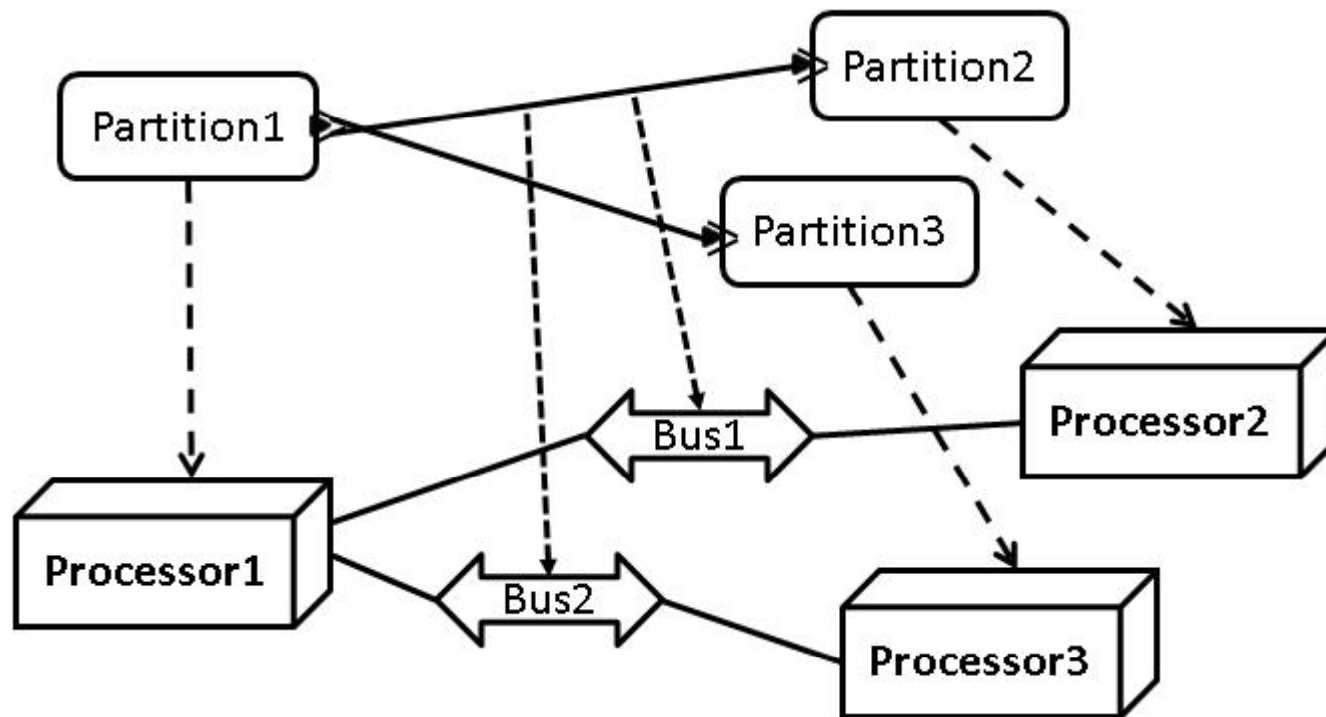 Partition2
Partition1
Partition3
Processor2
Bus1
Processor1
Bus2
Processor3